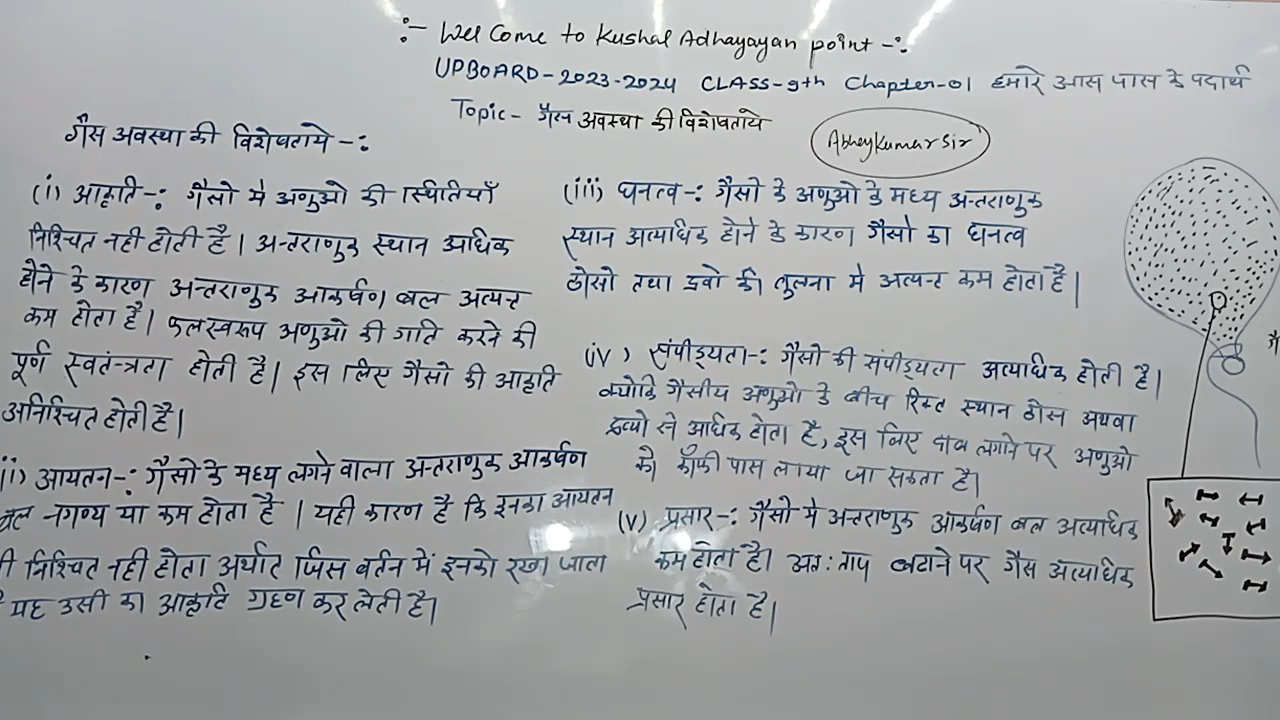 :- Wel Come to Kushal Adhayayan point -:
UPBOARD-2023-2024 CLASS-9th Chapter-01 हमारे आस पास के पदार्थ
Topic- गैस अवस्था की विशेषताये
AbheyKumar Sir
गैस अवस्था की विशेषताये -:
(i) आकृति -: गैसो मे अणुओ की स्थितियाँ
निश्चित नही होती है। अन्तराणुक स्थान अधिक
होने के कारण अन्तराणुक आकर्षण बल अत्यन्त
कम होता है। फलस्वरूप अणुओ की गति करने की
पूर्ण स्वतंन्त्रता होती है। इस लिए गैसो की आकृति
अनिश्चित होती है।
ii) आयतन -: गैसो के मध्य लगने वाला अन्तराणुक आकर्षण
बल नगण्य या कम होता है। यही कारण है कि इनका आयतन
भी निश्चित नही होता अर्थात जिस बर्तन में इनको रखा जाता
है यह उसी का आकृति ग्रहण कर लेती है।
(iii) घनत्व -: गैसो के अणुओ के मध्य अन्तराणुक
स्थान अत्याधिक होने के कारण गैसो का घनत्व
ठोसो तथा द्रवो की तुलना मे अत्यन्त कम होता है।
(iv) संपीड्यता -: गैसो की संपीड्यता अत्याधिक होती है।
क्योकि गैसीय अणुओ के बीच रिक्त स्थान ठोस अथवा
द्रव्यो से अधिक होता है, इस लिए दाब लगाने पर अणुओ
को काँफी पास लाया जा सकता है।
(v) प्रसार -: गैसो मे अन्तराणुक आकर्षण बल अत्याधिक
कम होता है। अतः ताप बढाने पर गैस अत्याधिक
प्रसार होता है।